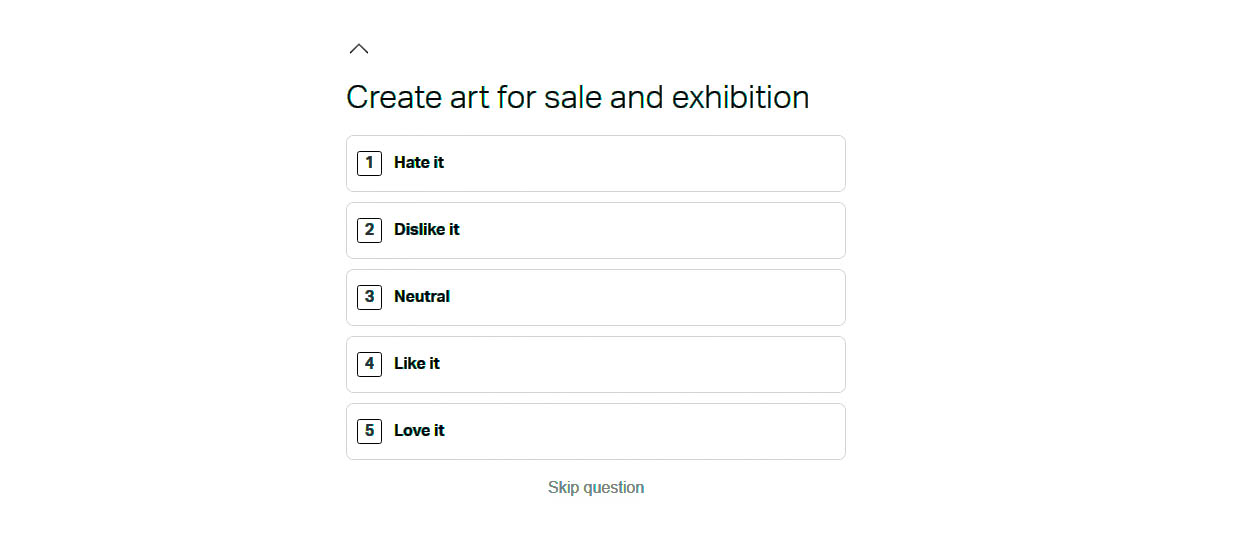 Create art for sale and exhibition
1 Hate it
2 Dislike it
3 Neutral
4 Like it
5 Love it
Skip question